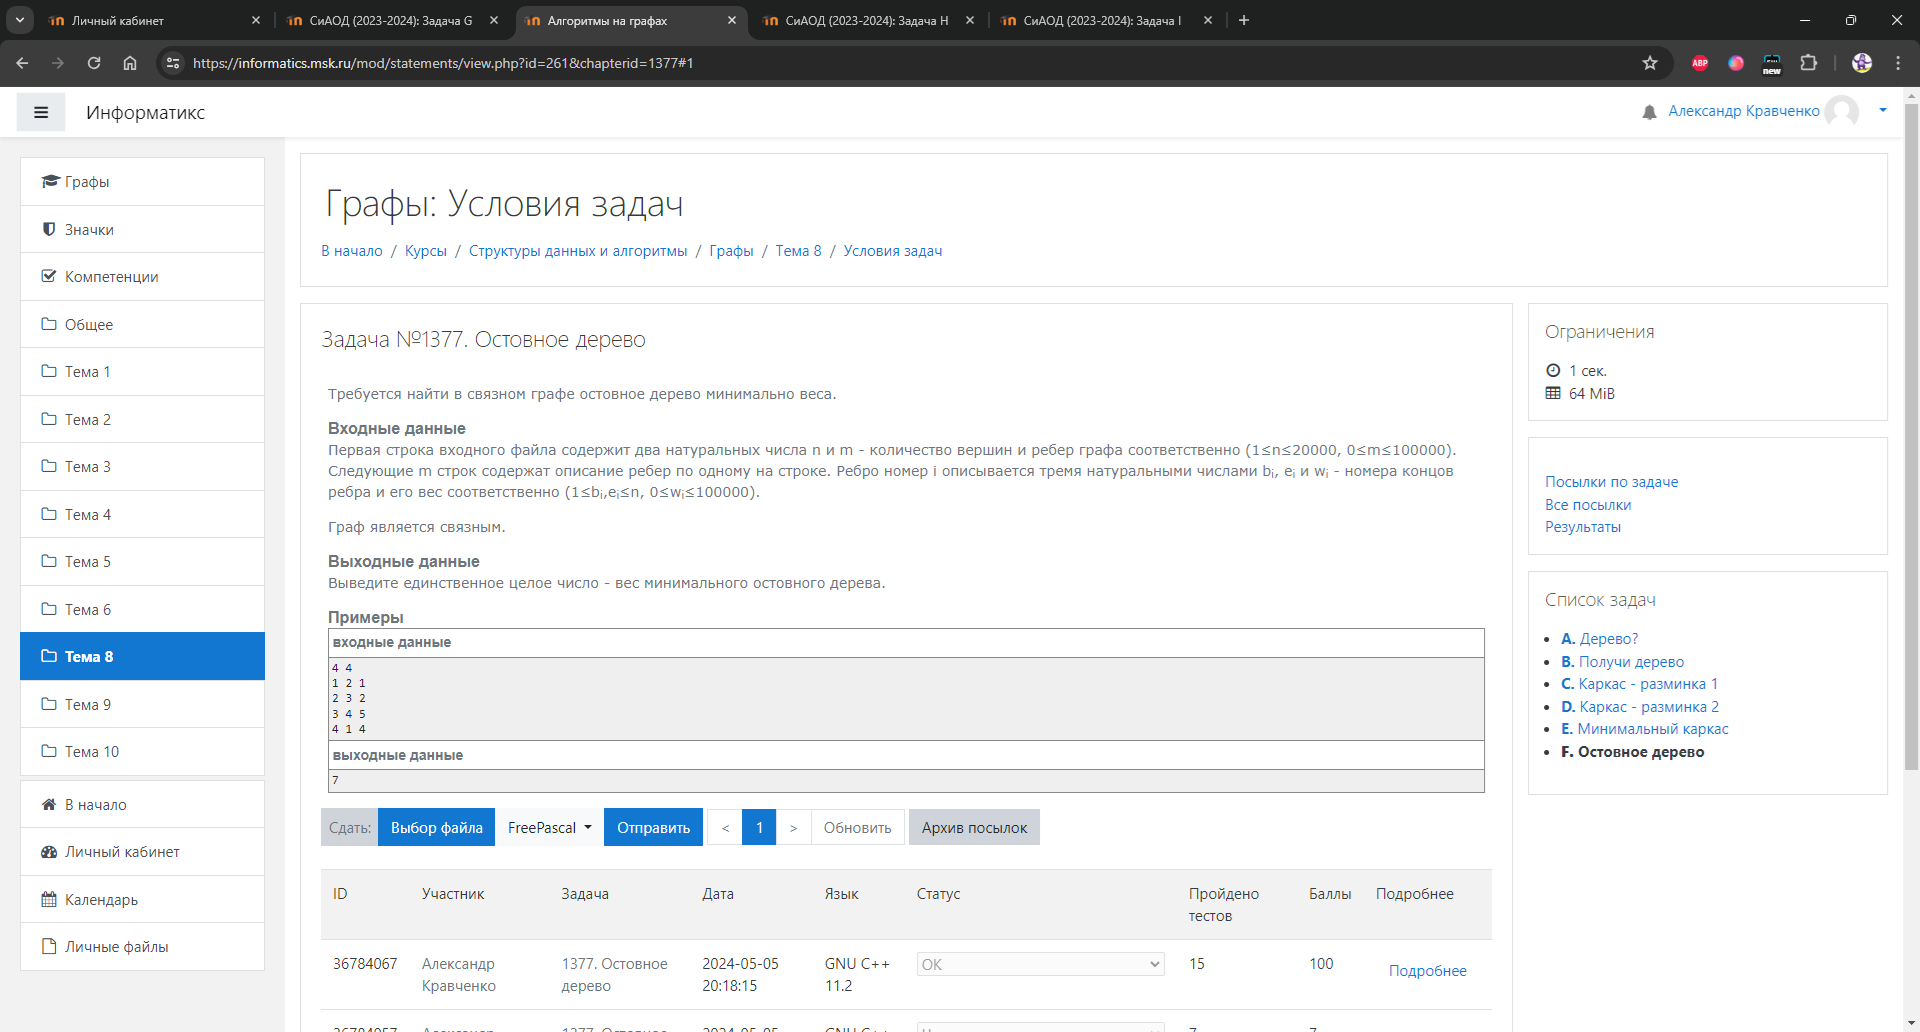 Личный кабинет
СиАОД (2023-2024): Задача G
Алгоритмы на графах
СиАОД (2023-2024): Задача H
СиАОД (2023-2024): Задача I
https://informatics.msk.ru/mod/statements/view.php?id=261&chapterid=1377#1
ABP
new
Информатикс
Александр Кравченко
Графы
Значки
Компетенции
Общее
Тема 1
Тема 2
Тема 3
Тема 4
Тема 5
Тема 6
Тема 8
Тема 9
Тема 10
В начало
Личный кабинет
Календарь
Личные файлы
Графы: Условия задач
В начало / Курсы / Структуры данных и алгоритмы / Графы / Тема 8 / Условия задач
Задача №1377. Остовное дерево
Требуется найти в связном графе остовное дерево минимально веса.
Входные данные
Первая строка входного файла содержит два натуральных числа n и m - количество вершин и ребер графа соответственно (1≤n≤20000, 0≤m≤100000).
Следующие m строк содержат описание ребер по одному на строке. Ребро номер i описывается тремя натуральными числами bᵢ, eᵢ и wᵢ - номера концов
ребра и его вес соответственно (1≤bᵢ,eᵢ≤n, 0≤wᵢ≤100000).
Граф является связным.
Выходные данные
Выведите единственное целое число - вес минимального остовного дерева.
Примеры
входные данные
4 4
1 2 1
2 3 2
3 4 5
4 1 4
выходные данные
7
Сдать: Выбор файла FreePascal Отправить < 1 > Обновить Архив посылок
ID Участник Задача Дата Язык Статус Пройдено тестов Баллы Подробнее
36784067 Александр Кравченко 1377. Остовное дерево 2024-05-05 20:18:15 GNU C++ 11.2 OK 15 100 Подробнее
Ограничения
1 сек.
64 MiB
Посылки по задаче
Все посылки
Результаты
Список задач
A. Дерево?
B. Получи дерево
C. Каркас - разминка 1
D. Каркас - разминка 2
E. Минимальный каркас
F. Остовное дерево